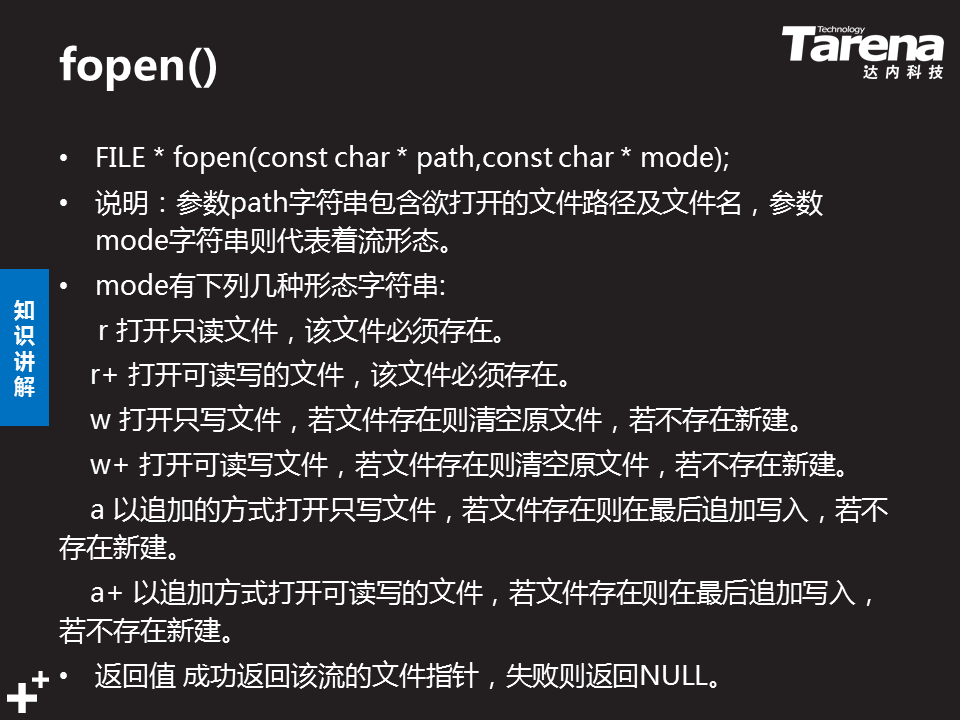 fopen()
Technology
Tarena
达内科技
• FILE * fopen(const char * path,const char * mode);
• 说明：参数path字符串包含欲打开的文件路径及文件名，参数
mode字符串则代表着流形态。
• mode有下列几种形态字符串:
r 打开只读文件，该文件必须存在。
r+ 打开可读写的文件，该文件必须存在。
w 打开只写文件，若文件存在则清空原文件，若不存在新建。
w+ 打开可读写文件，若文件存在则清空原文件，若不存在新建。
a 以追加的方式打开只写文件，若文件存在则在最后追加写入，若不
存在新建。
a+ 以追加方式打开可读写的文件，若文件存在则在最后追加写入，
若不存在新建。
• 返回值 成功返回该流的文件指针，失败则返回NULL。
知
识
讲
解